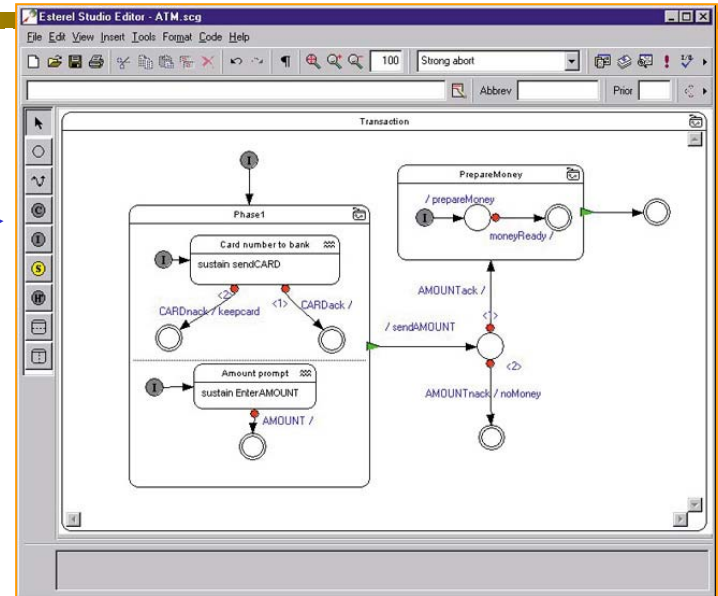 Esterel Studio Editor - ATM.scg
File Edit View Insert Tools Format Code Help
100 Strong abort
Abbrev Prior
Transaction
I
Phase1
Card number to bank
I
sustain sendCARD
<2> <1>
CARDnack / keepcard CARDack /
Amount prompt
I
sustain EnterAMOUNT
AMOUNT /
PrepareMoney
/ prepareMoney
I
moneyReady /
AMOUNTack /
<1>
/ sendAMOUNT
<2>
AMOUNTnack / noMoney
C
I
S
H